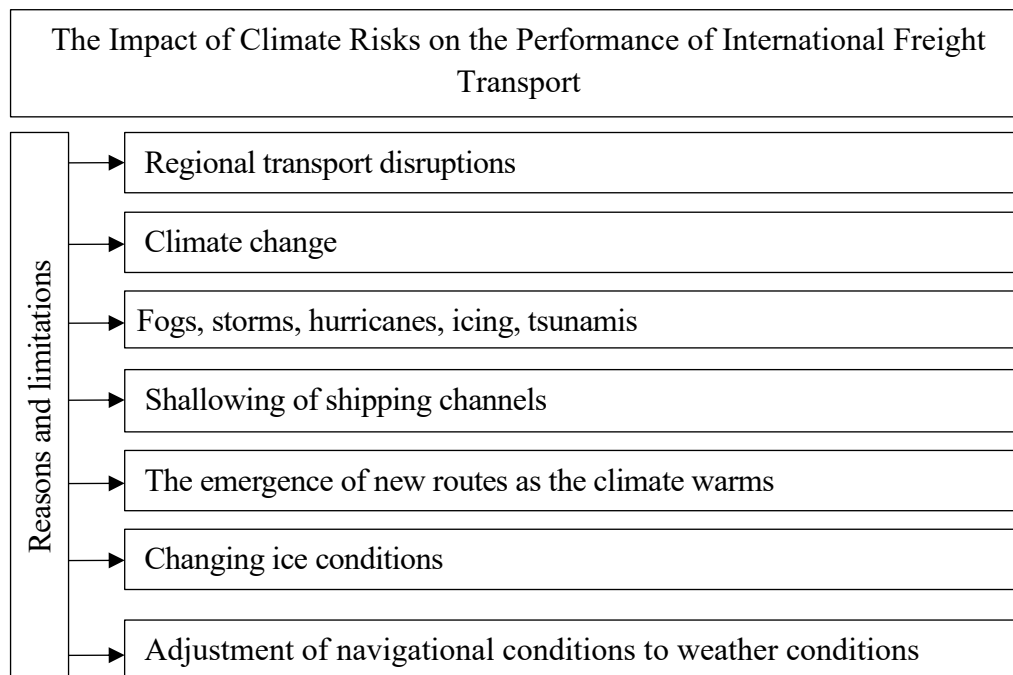 The Impact of Climate Risks on the Performance of International Freight
Transport
Reasons and limitations
Regional transport disruptions
Climate change
Fogs, storms, hurricanes, icing, tsunamis
Shallowing of shipping channels
The emergence of new routes as the climate warms
Changing ice conditions
Adjustment of navigational conditions to weather conditions